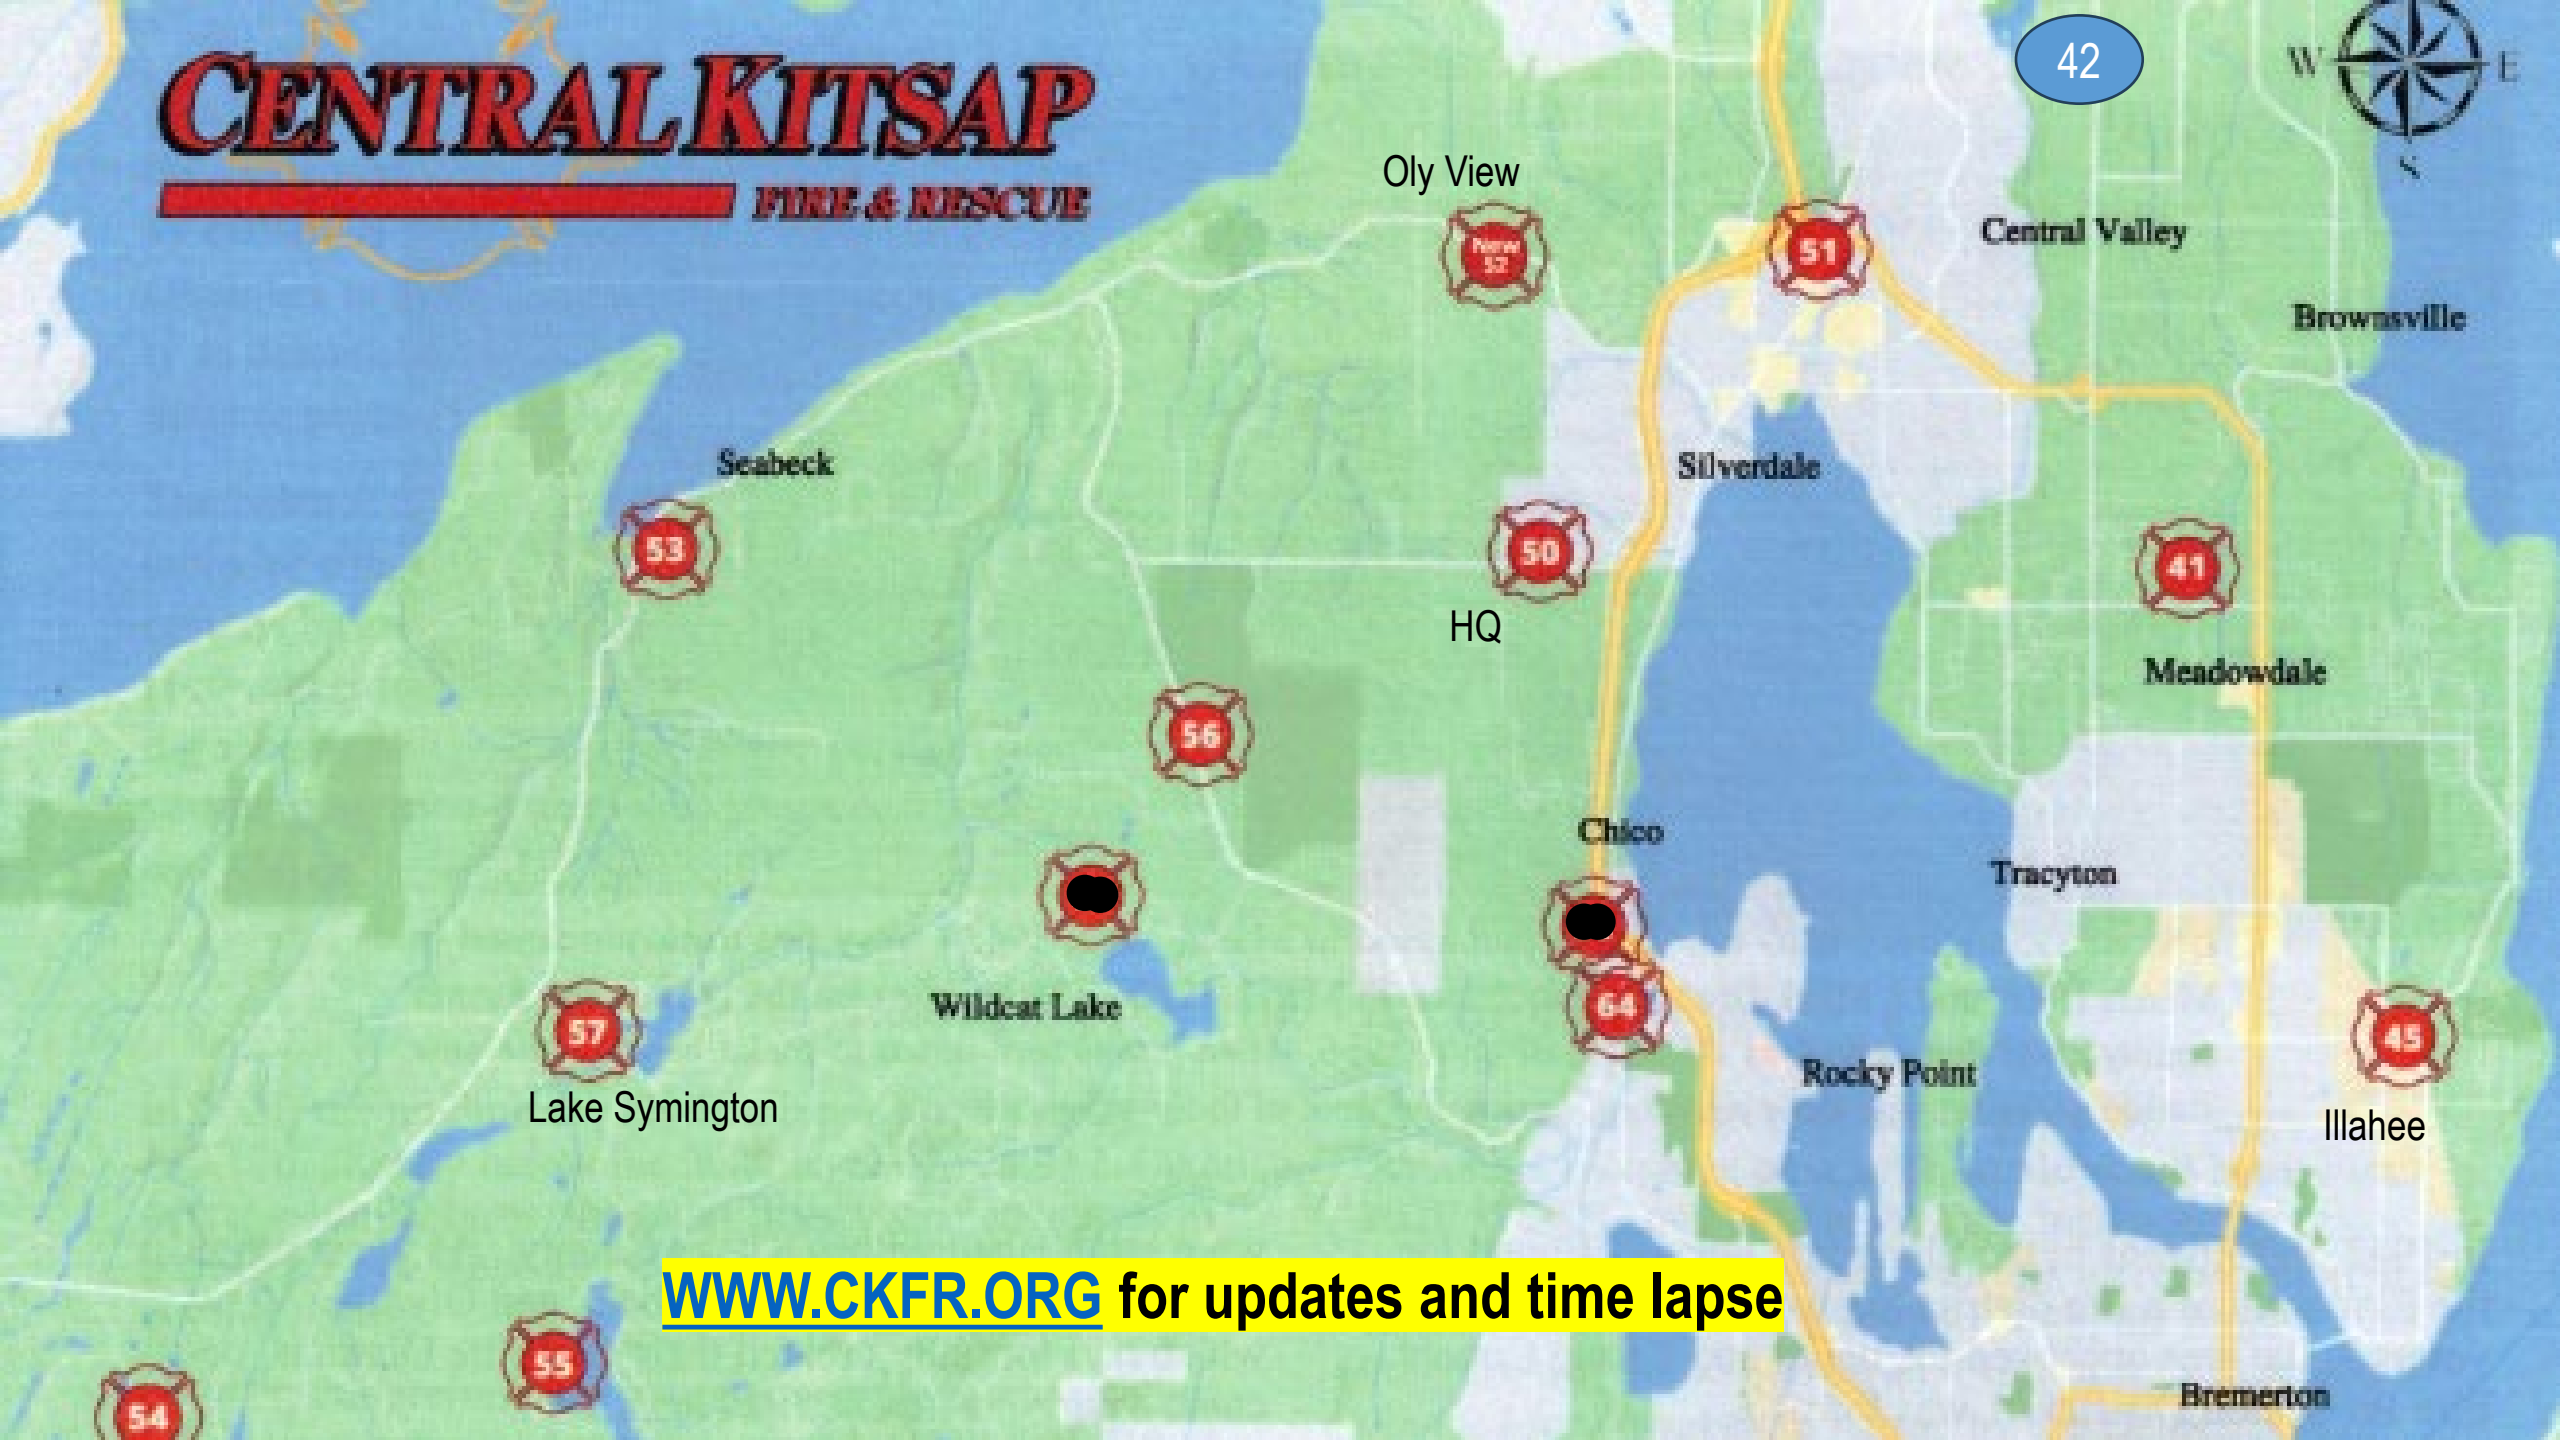 CENTRAL KITSAP
FIRE & RESCUE
42
W
E
S
Oly View
New
52
51
Central Valley
Brownsville
Seabeck
Silverdale
53
50
41
HQ
Meadowdale
56
Chico
Tracyton
64
Wildcat Lake
57
45
Rocky Point
Lake Symington
Illahee
WWW.CKFR.ORG for updates and time lapse
55
54
Bremerton